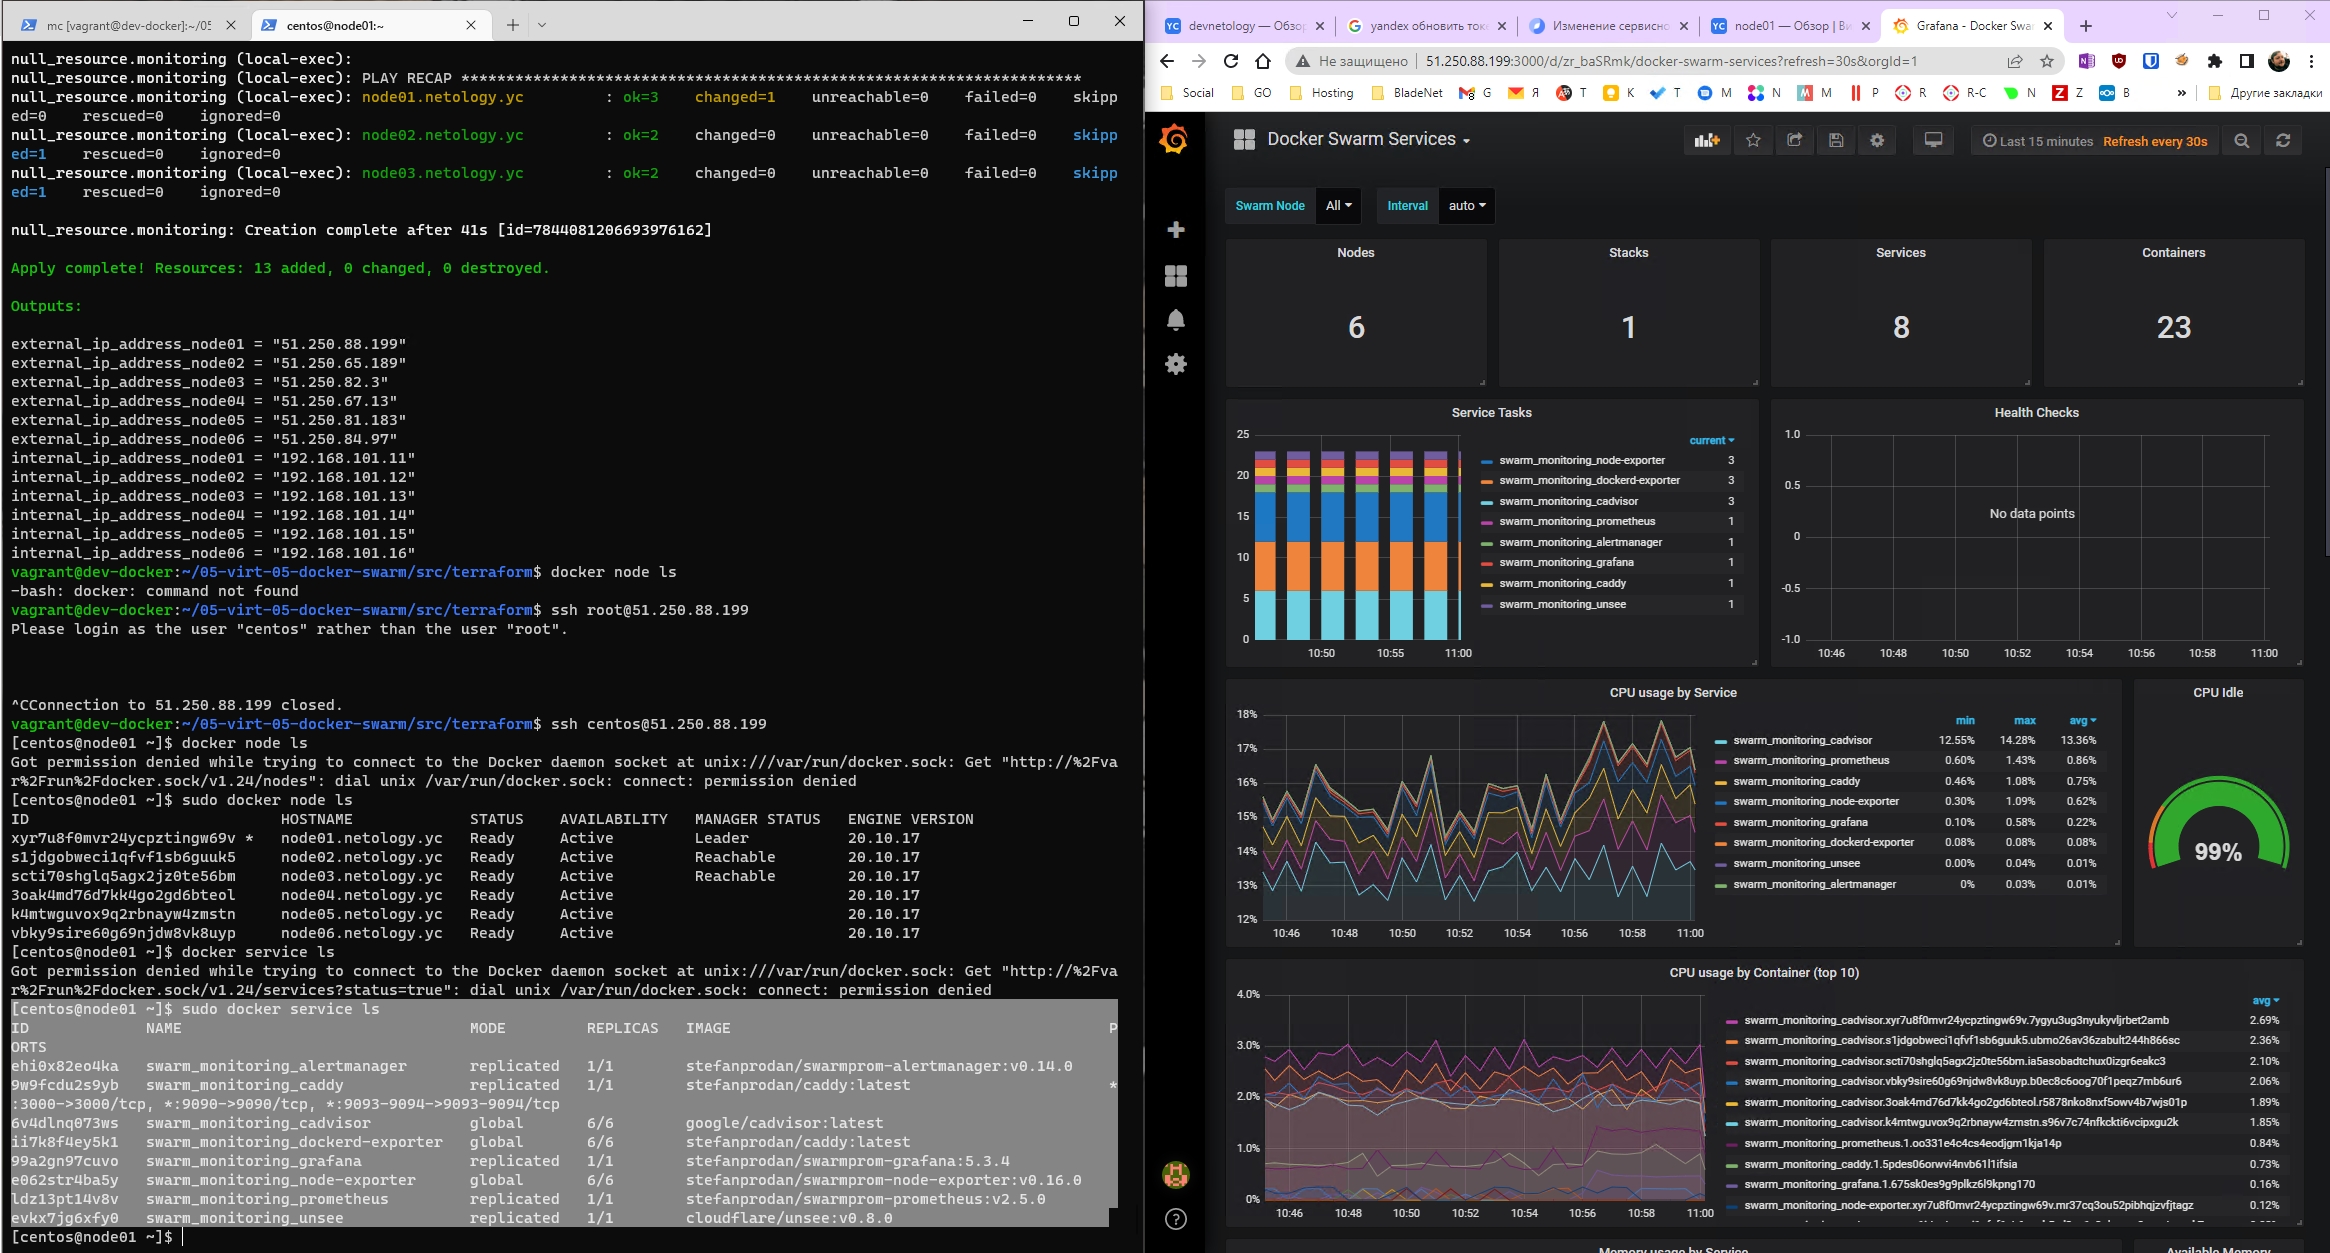 mc [vagrant@dev-docker]:~/05
centos@node01:~
null_resource.monitoring (local-exec):
null_resource.monitoring (local-exec): PLAY RECAP *********************************************************************
null_resource.monitoring (local-exec): node01.netology.yc : ok=3 changed=1 unreachable=0 failed=0 skipp
ed=0 rescued=0 ignored=0
null_resource.monitoring (local-exec): node02.netology.yc : ok=2 changed=0 unreachable=0 failed=0 skipp
ed=1 rescued=0 ignored=0
null_resource.monitoring (local-exec): node03.netology.yc : ok=2 changed=0 unreachable=0 failed=0 skipp
ed=1 rescued=0 ignored=0
null_resource.monitoring: Creation complete after 41s [id=7844081206693976162]
Apply complete! Resources: 13 added, 0 changed, 0 destroyed.
Outputs:
external_ip_address_node01 = "51.250.88.199"
external_ip_address_node02 = "51.250.65.189"
external_ip_address_node03 = "51.250.82.3"
external_ip_address_node04 = "51.250.67.13"
external_ip_address_node05 = "51.250.81.183"
external_ip_address_node06 = "51.250.84.97"
internal_ip_address_node01 = "192.168.101.11"
internal_ip_address_node02 = "192.168.101.12"
internal_ip_address_node03 = "192.168.101.13"
internal_ip_address_node04 = "192.168.101.14"
internal_ip_address_node05 = "192.168.101.15"
internal_ip_address_node06 = "192.168.101.16"
vagrant@dev-docker:~/05-virt-05-docker-swarm/src/terraform$ docker node ls
-bash: docker: command not found
vagrant@dev-docker:~/05-virt-05-docker-swarm/src/terraform$ ssh root@51.250.88.199
Please login as the user "centos" rather than the user "root".
^CConnection to 51.250.88.199 closed.
vagrant@dev-docker:~/05-virt-05-docker-swarm/src/terraform$ ssh centos@51.250.88.199
[centos@node01 ~]$ docker node ls
Got permission denied while trying to connect to the Docker daemon socket at unix:///var/run/docker.sock: Get "http://%2Fva
r%2Frun%2Fdocker.sock/v1.24/nodes": dial unix /var/run/docker.sock: connect: permission denied
[centos@node01 ~]$ sudo docker node ls
ID HOSTNAME STATUS AVAILABILITY MANAGER STATUS ENGINE VERSION
xyr7u8f0mvr24ycpztingw69v * node01.netology.yc Ready Active Leader 20.10.17
s1jdgobweci1qfvf1sb6guuk5 node02.netology.yc Ready Active Reachable 20.10.17
scti70shglq5agx2jz0te56bm node03.netology.yc Ready Active Reachable 20.10.17
3oak4md76d7kk4go2gd6bteol node04.netology.yc Ready Active 20.10.17
k4mtwguvox9q2rbnayw4zmstn node05.netology.yc Ready Active 20.10.17
vbky9sire60g69njdw8vk8uyp node06.netology.yc Ready Active 20.10.17
[centos@node01 ~]$ docker service ls
Got permission denied while trying to connect to the Docker daemon socket at unix:///var/run/docker.sock: Get "http://%2Fva
r%2Frun%2Fdocker.sock/v1.24/services?status=true": dial unix /var/run/docker.sock: connect: permission denied
[centos@node01 ~]$ sudo docker service ls
ID NAME MODE REPLICAS IMAGE P
ORTS
ehi0x82eo4ka swarm_monitoring_alertmanager replicated 1/1 stefanprodan/swarmprom-alertmanager:v0.14.0
9w9fcdu2s9yb swarm_monitoring_caddy replicated 1/1 stefanprodan/caddy:latest *
:3000->3000/tcp, *:9090->9090/tcp, *:9093-9094->9093-9094/tcp
6v4dlnq073ws swarm_monitoring_cadvisor global 6/6 google/cadvisor:latest
ii7k8f4ey5k1 swarm_monitoring_dockerd-exporter global 6/6 stefanprodan/caddy:latest
99a2gn97cuvo swarm_monitoring_grafana replicated 1/1 stefanprodan/swarmprom-grafana:5.3.4
e062str4ba5y swarm_monitoring_node-exporter global 6/6 stefanprodan/swarmprom-node-exporter:v0.16.0
ldz13pt14v8v swarm_monitoring_prometheus replicated 1/1 stefanprodan/swarmprom-prometheus:v2.5.0
evkx7jg6xfy0 swarm_monitoring_unsee replicated 1/1 cloudflare/unsee:v0.8.0
[centos@node01 ~]$
YC devnetology — Обзо
yandex обновить ток
Изменение сервисно
YC node01 — Обзор | Ви
Grafana - Docker Swar
Не защищено 51.250.88.199:3000/d/zr_baSRmk/docker-swarm-services?refresh=30s&orgId=1
Social GO Hosting BladeNet G Я T K T M N M P R R-C N Z B » Другие закладки
Docker Swarm Services
Last 15 minutes Refresh every 30s
Swarm Node All Interval auto
Nodes
6
Stacks
1
Services
8
Containers
23
Service Tasks
25
20
15
10
5
0
10:50 10:55 11:00
current
swarm_monitoring_node-exporter 3
swarm_monitoring_dockerd-exporter 3
swarm_monitoring_cadvisor 3
swarm_monitoring_prometheus 1
swarm_monitoring_alertmanager 1
swarm_monitoring_grafana 1
swarm_monitoring_caddy 1
swarm_monitoring_unsee 1
Health Checks
1.0
0.5
0
-0.5
-1.0
No data points
10:46 10:48 10:50 10:52 10:54 10:56 10:58 11:00
CPU usage by Service
18%
17%
16%
15%
14%
13%
12%
10:46 10:48 10:50 10:52 10:54 10:56 10:58 11:00
min max avg
swarm_monitoring_cadvisor 12.55% 14.28% 13.36%
swarm_monitoring_prometheus 0.60% 1.43% 0.86%
swarm_monitoring_caddy 0.46% 1.08% 0.75%
swarm_monitoring_node-exporter 0.30% 1.09% 0.62%
swarm_monitoring_grafana 0.10% 0.58% 0.22%
swarm_monitoring_dockerd-exporter 0.08% 0.08% 0.08%
swarm_monitoring_unsee 0.00% 0.04% 0.01%
swarm_monitoring_alertmanager 0% 0.03% 0.01%
CPU Idle
99%
CPU usage by Container (top 10)
4.0%
3.0%
2.0%
1.0%
0%
10:46 10:48 10:50 10:52 10:54 10:56 10:58 11:00
avg
swarm_monitoring_cadvisor.xyr7u8f0mvr24ycpztingw69v.7ygyu3ug3nyukyvljrbet2amb 2.69%
swarm_monitoring_cadvisor.s1jdgobweci1qfvf1sb6guuk5.ubmo26av36zabult244h866sc 2.36%
swarm_monitoring_cadvisor.scti70shglq5agx2jz0te56bm.ia5asobadtchux0izgr6eakc3 2.10%
swarm_monitoring_cadvisor.vbky9sire60g69njdw8vk8uyp.b0ec8c6oog70f1peqz7mb6ur6 2.06%
swarm_monitoring_cadvisor.3oak4md76d7kk4go2gd6bteol.r5878nko8nxf5owv4b7wjs01p 1.89%
swarm_monitoring_cadvisor.k4mtwguvox9q2rbnayw4zmstn.s96v7c74nfkckti6vcipxgu2k 1.85%
swarm_monitoring_prometheus.1.oo331e4c4cs4eodjgm1kja14p 0.84%
swarm_monitoring_caddy.1.5pdes06orwvi4nvb61l1ifsia 0.73%
swarm_monitoring_grafana.1.675sk0es9g9plkz6l9kpng170 0.16%
swarm_monitoring_node-exporter.xyr7u8f0mvr24ycpztingw69v.mr37cq3ou52pibhqjzvfjtagz 0.12%
Memory usage by Service
Available Memory